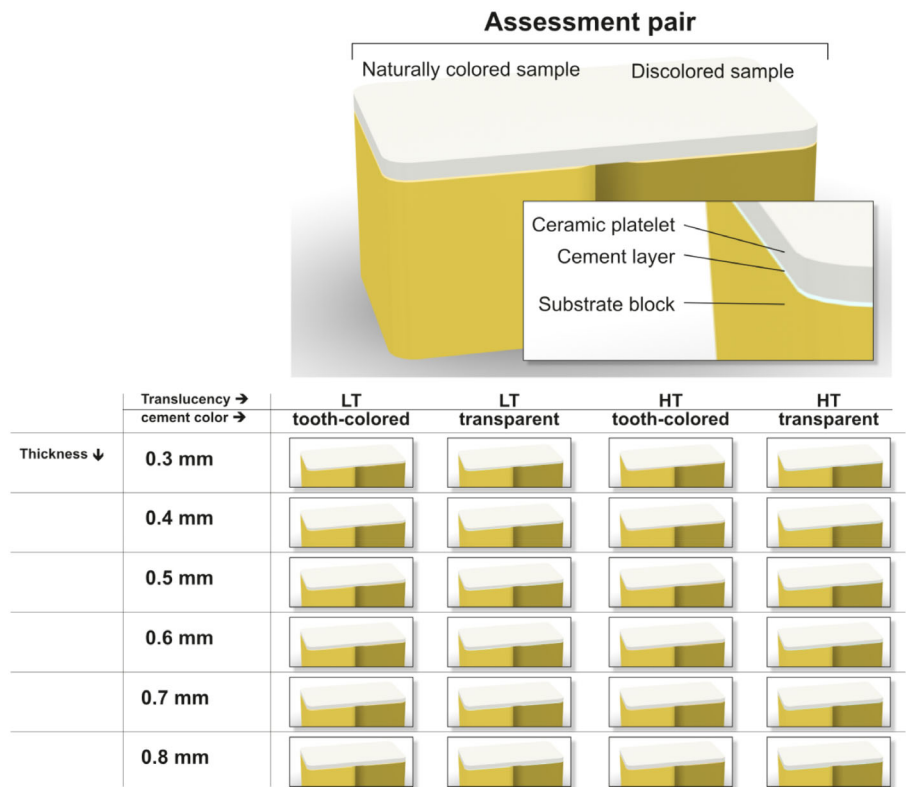 Assessment pair
Naturally colored sample Discolored sample
Ceramic platelet
Cement layer
Substrate block
Translucency → LT LT HT HT
cement color → tooth-colored transparent tooth-colored transparent
Thickness ↓ 0.3 mm
0.4 mm
0.5 mm
0.6 mm
0.7 mm
0.8 mm